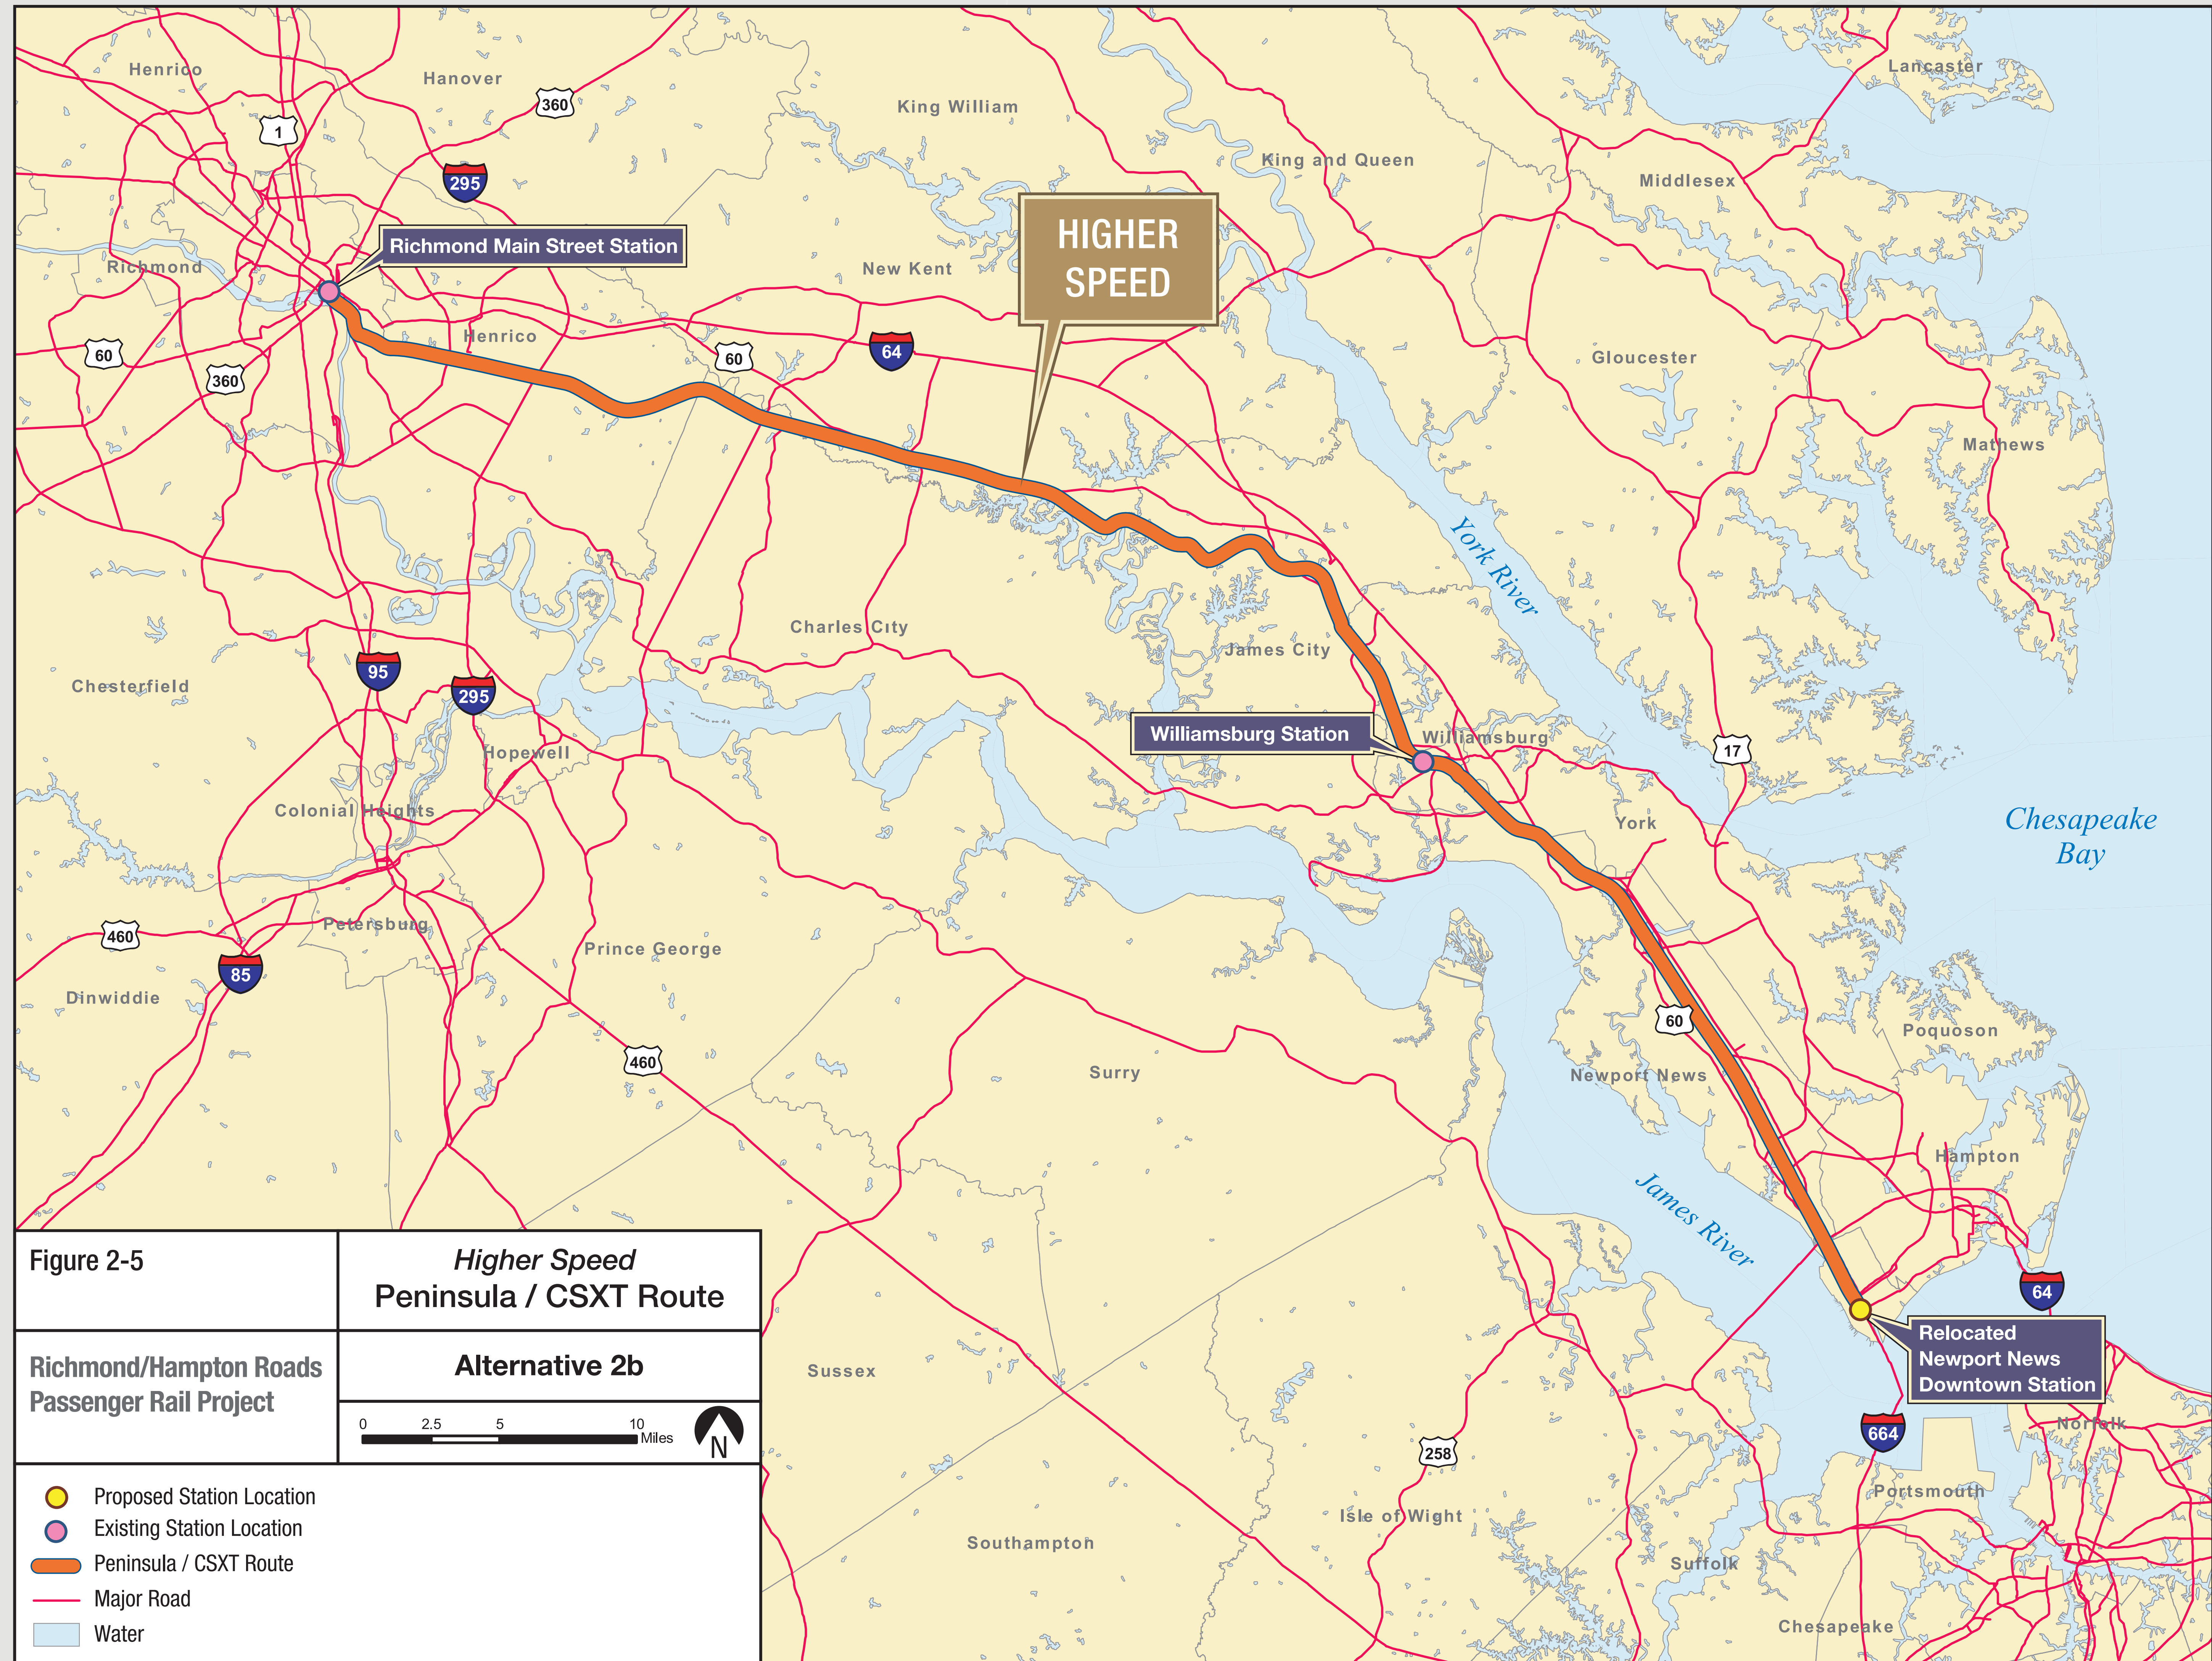 Henrico
Hanover
360
1
295
King William
King and Queen
Lancaster
Middlesex
Richmond Main Street Station
Richmond
New Kent
HIGHER
SPEED
Henrico
60
360
60
64
Gloucester
Mathews
York River
Charles City
James City
Chesterfield
95
295
Williamsburg Station
Williamsburg
17
Hopewell
Colonial Heights
York
Chesapeake
Bay
460
Petersburg
85
Prince George
Dinwiddie
460
Surry
60
Newport News
Poquoson
Hampton
James River
64
Relocated
Newport News
Downtown Station
Norfolk
664
258
Portsmouth
Sussex
Isle of Wight
Southampton
Suffolk
Chesapeake
Figure 2-5
Higher Speed
Peninsula / CSXT Route
Richmond/Hampton Roads
Passenger Rail Project
Alternative 2b
0 2.5 5 10
Miles
N
Proposed Station Location
Existing Station Location
Peninsula / CSXT Route
Major Road
Water